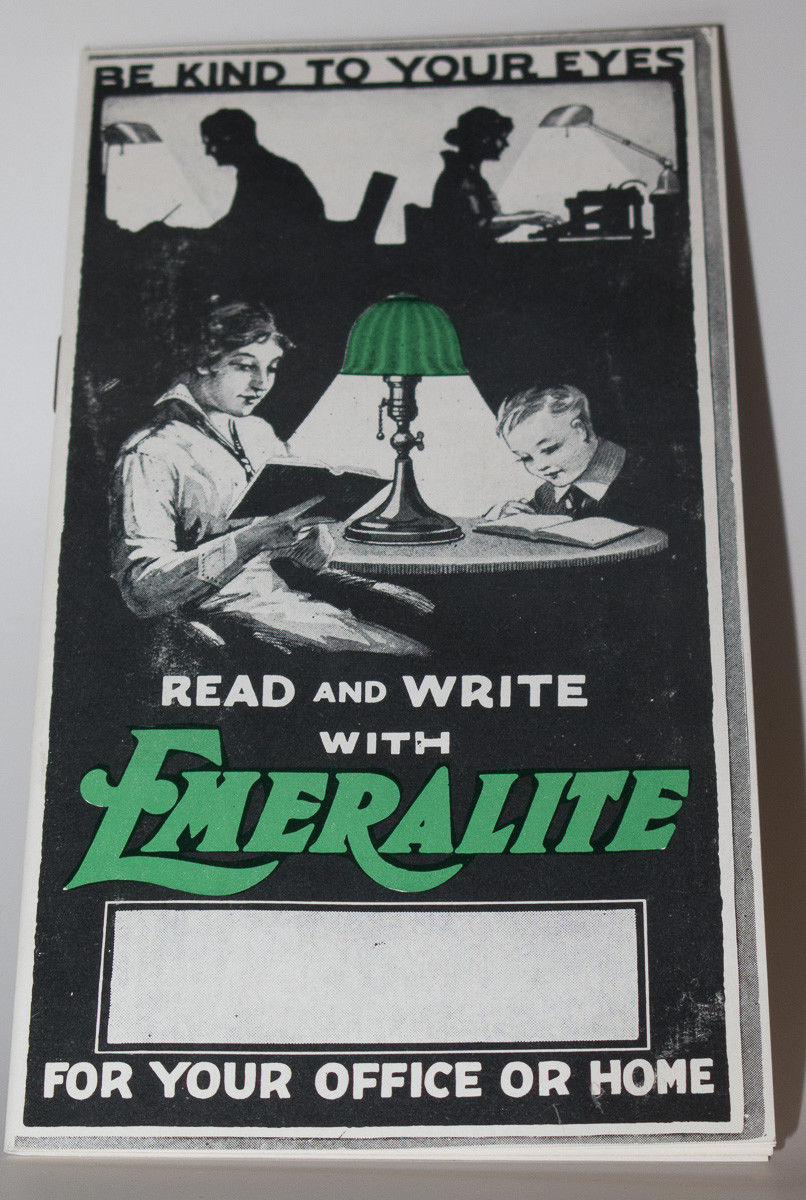 BE KIND TO YOUR EYES
READ AND WRITE
WITH
EMERALITE
FOR YOUR OFFICE OR HOME